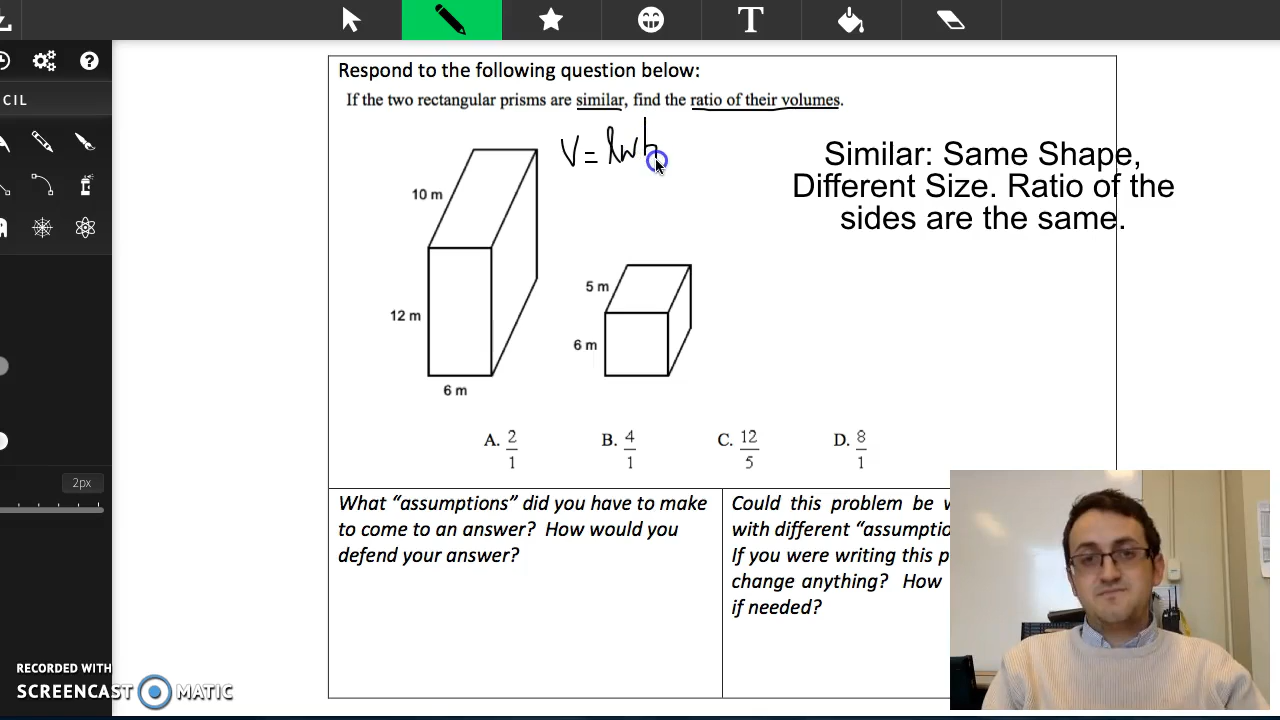 CIL
2px
RECORDED WITH
SCREENCAST MATIC
T
Respond to the following question below:
If the two rectangular prisms are similar, find the ratio of their volumes.
V = lwh
Similar: Same Shape,
Different Size. Ratio of the
sides are the same.
10 m
12 m
6 m
5 m
6 m
A. 2/1 B. 4/1 C. 12/5 D. 8/1
What “assumptions” did you have to make
to come to an answer? How would you
defend your answer?
Could this problem be
with different “assumptio
If you were writing this p
change anything? How
if needed?